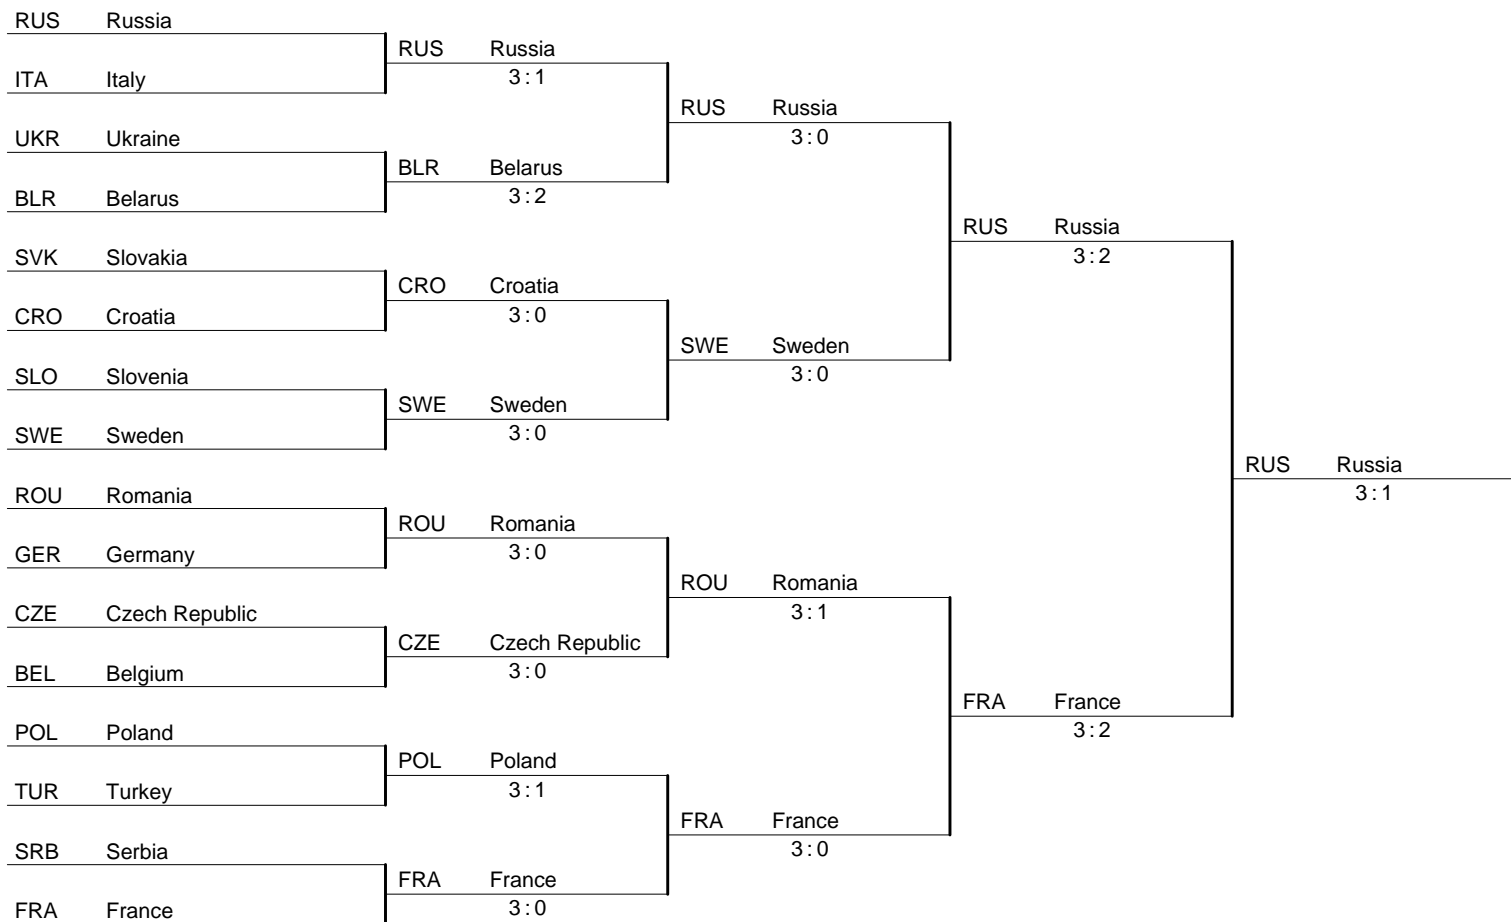 RUS Russia
RUS Russia
3:1
ITA Italy
RUS Russia
3:0
UKR Ukraine
BLR Belarus
3:2
BLR Belarus
RUS Russia
3:2
SVK Slovakia
CRO Croatia
3:0
CRO Croatia
SWE Sweden
3:0
SLO Slovenia
SWE Sweden
3:0
SWE Sweden
RUS Russia
3:1
ROU Romania
ROU Romania
3:0
GER Germany
ROU Romania
3:1
CZE Czech Republic
CZE Czech Republic
3:0
BEL Belgium
FRA France
3:2
POL Poland
POL Poland
3:1
TUR Turkey
FRA France
3:0
SRB Serbia
FRA France
3:0
FRA France